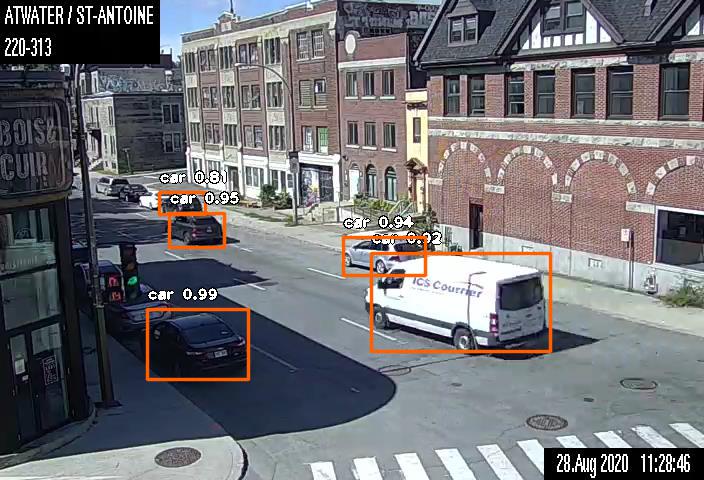 ATWATER / ST-ANTOINE
220-313
BOIS&
CUIR
car 0.81
car 0.95
car 0.94
car 0.92
car 0.99
ICS Courrier
28.Aug 2020 11:28:46